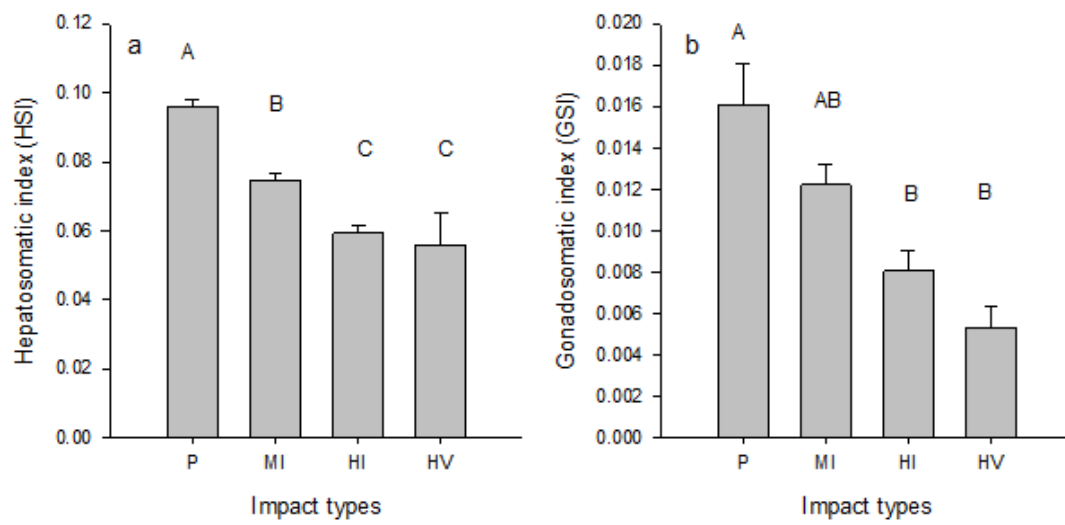 a
Hepatosomatic index (HSI)
0.12
0.10
0.08
0.06
0.04
0.02
0.00
A
B
C
C
P
MI
HI
HV
Impact types
b
Gonadosomatic index (GSI)
0.020
0.018
0.016
0.014
0.012
0.010
0.008
0.006
0.004
0.002
0.000
A
AB
B
B
P
MI
HI
HV
Impact types